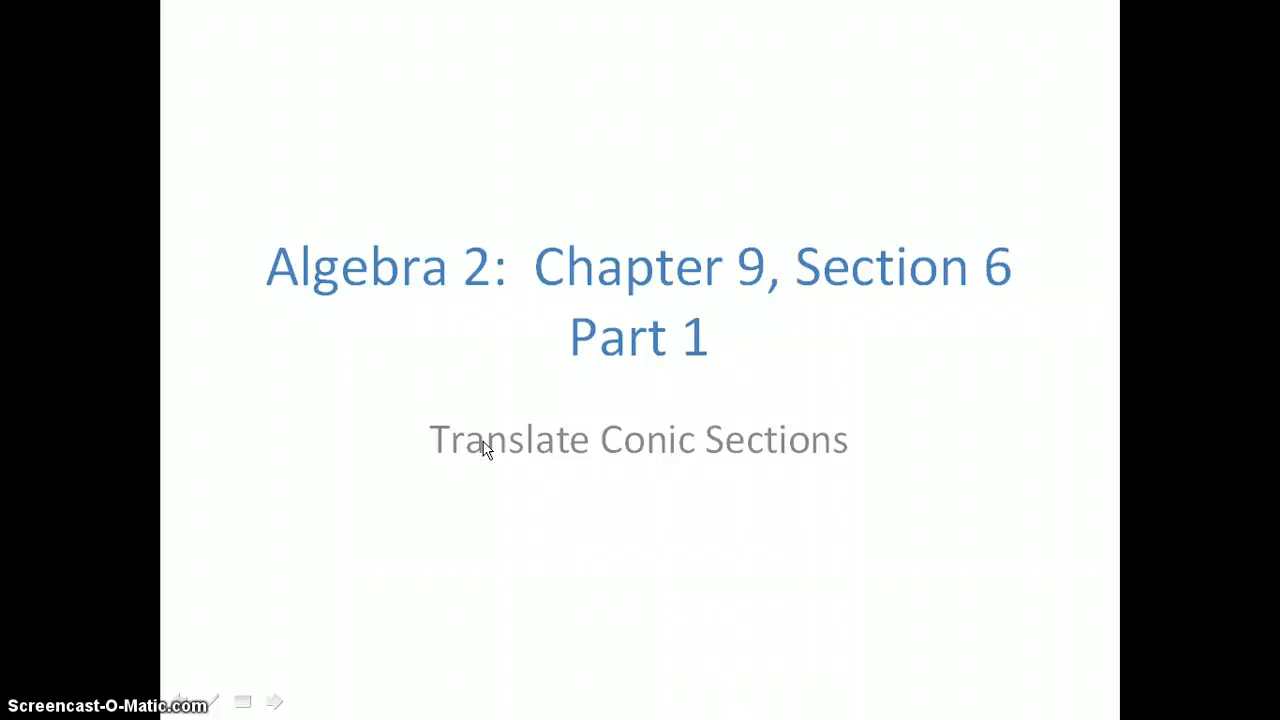 Algebra 2:  Chapter 9, Section 6
Part 1
Translate Conic Sections
Screencast-O-Matic.com